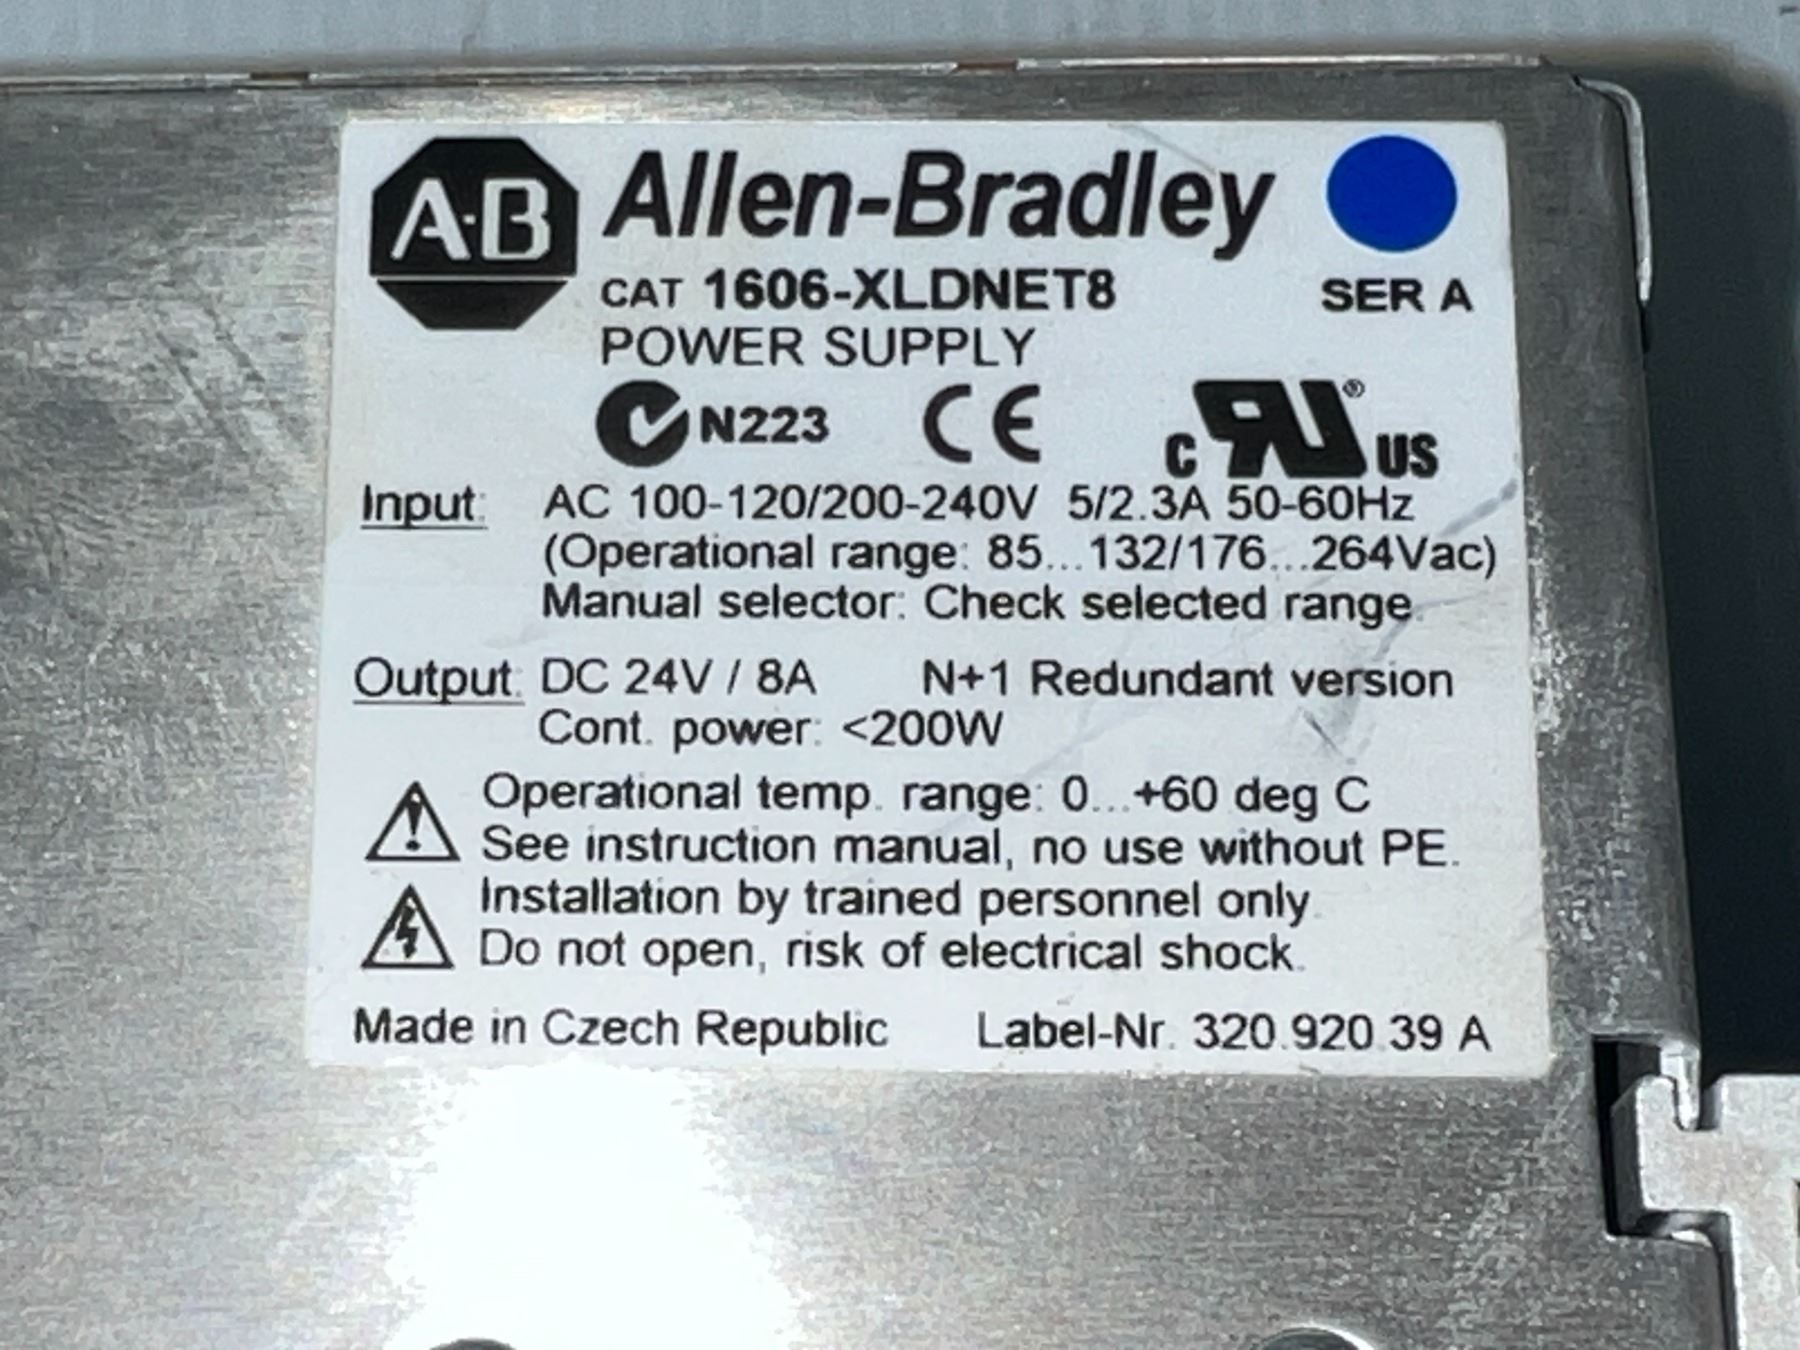 A-B Allen-Bradley
CAT 1606-XLDNET8 SER A
POWER SUPPLY
N223 CE c RU ® US
Input: AC 100-120/200-240V 5/2.3A 50-60Hz
(Operational range: 85...132/176...264Vac)
Manual selector: Check selected range.
Output: DC 24V / 8A N+1 Redundant version
Cont. power: <200W
Operational temp. range: 0...+60 deg C
See instruction manual, no use without PE.
Installation by trained personnel only.
Do not open, risk of electrical shock.
Made in Czech Republic Label-Nr. 320.920.39 A